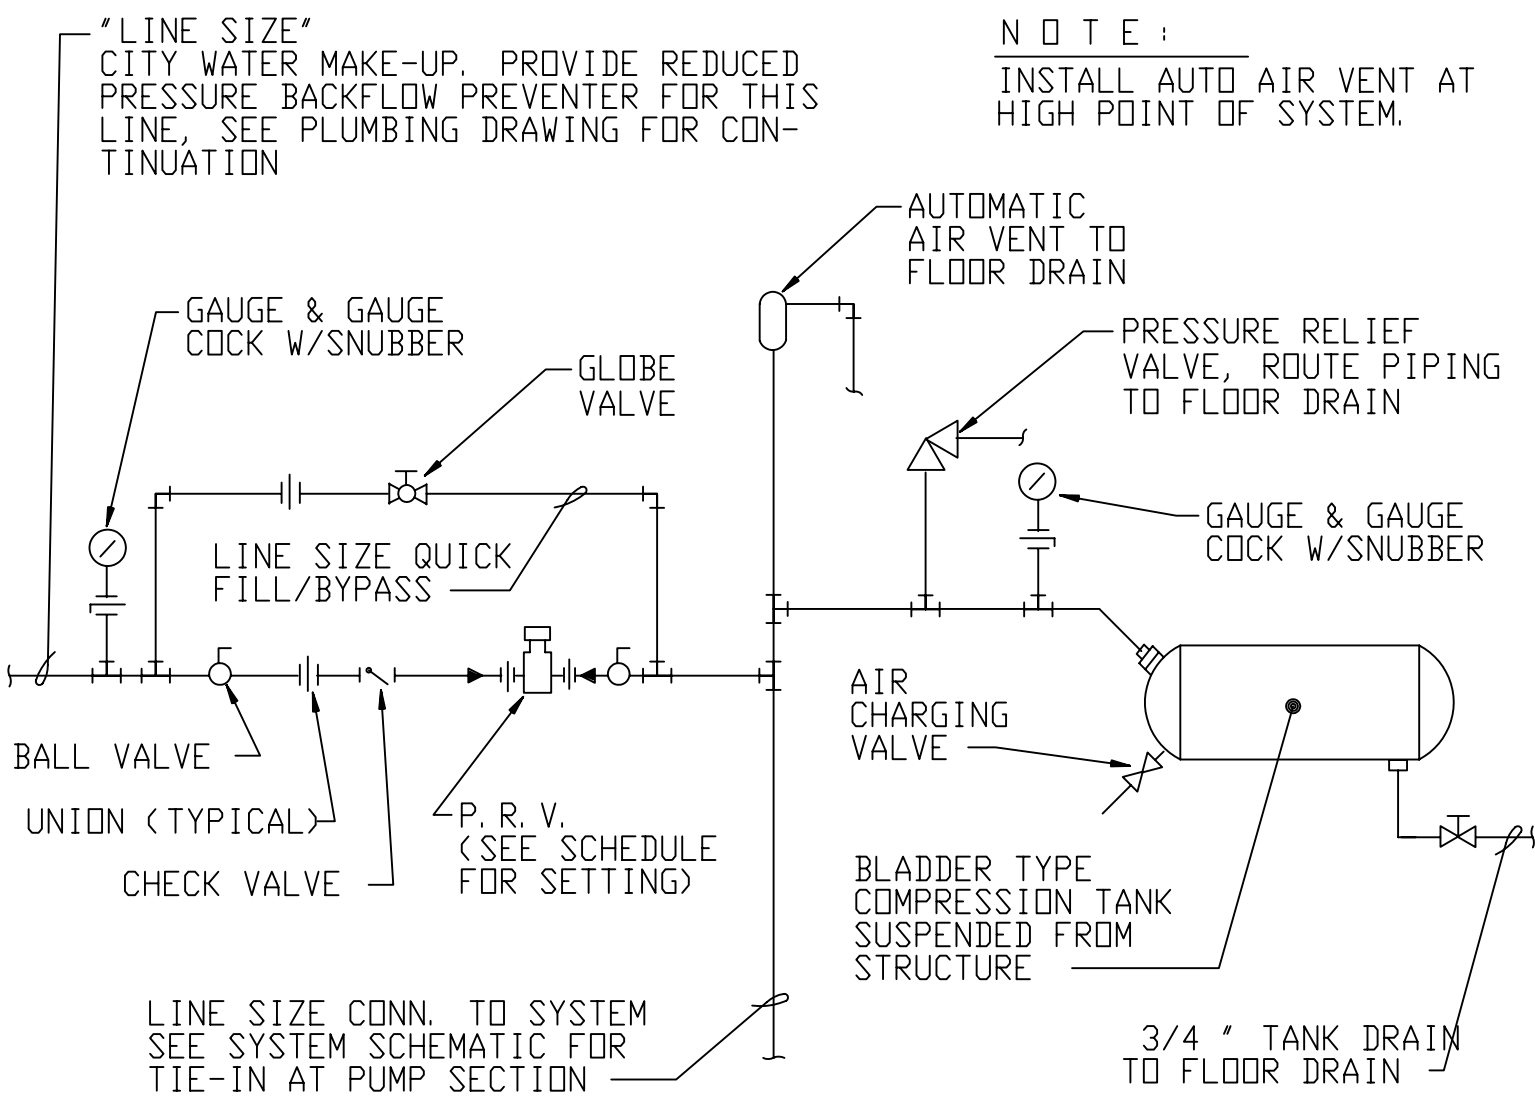 "LINE SIZE"
CITY WATER MAKE-UP. PROVIDE REDUCED
PRESSURE BACKFLOW PREVENTER FOR THIS
LINE, SEE PLUMBING DRAWING FOR CON-
TINUATION
NOTE:
INSTALL AUTO AIR VENT AT
HIGH POINT OF SYSTEM.
AUTOMATIC
AIR VENT TO
FLOOR DRAIN
GAUGE & GAUGE
COCK W/SNUBBER
GLOBE
VALVE
PRESSURE RELIEF
VALVE, ROUTE PIPING
TO FLOOR DRAIN
GAUGE & GAUGE
COCK W/SNUBBER
LINE SIZE QUICK
FILL/BYPASS
AIR
CHARGING
VALVE
BALL VALVE
UNION (TYPICAL)
CHECK VALVE
P. R. V.
(SEE SCHEDULE
FOR SETTING)
BLADDER TYPE
COMPRESSION TANK
SUSPENDED FROM
STRUCTURE
LINE SIZE CONN. TO SYSTEM
SEE SYSTEM SCHEMATIC FOR
TIE-IN AT PUMP SECTION
3/4 " TANK DRAIN
TO FLOOR DRAIN